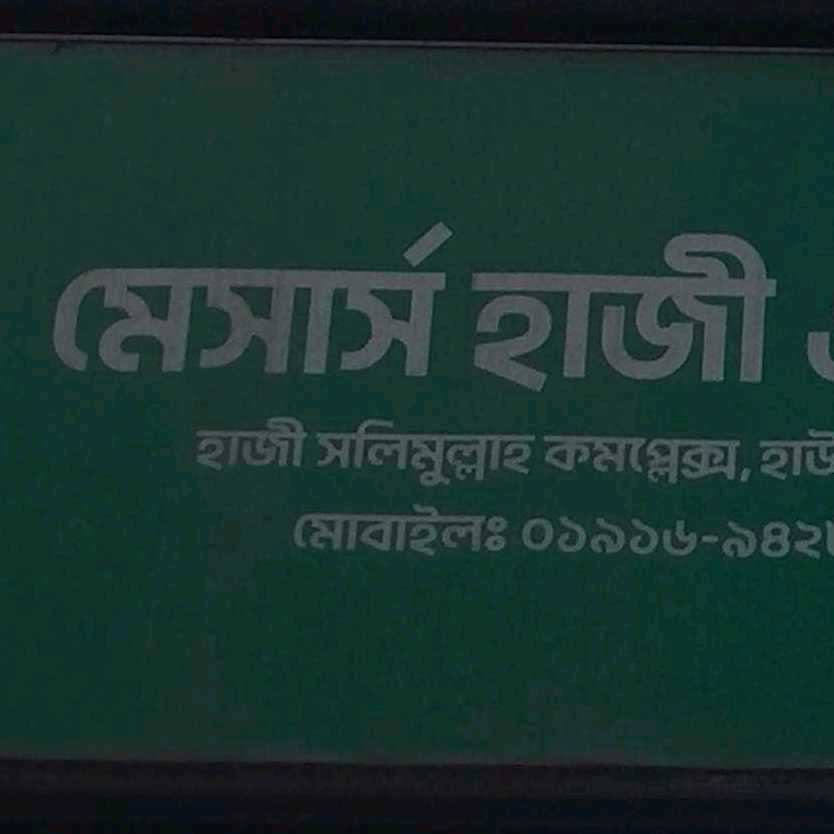 মেসার্স হাজী
হাজী সলিমুল্লাহ কমপ্লেক্স, হাউ
মোবাইলঃ ০১৯১৬-৯৪২